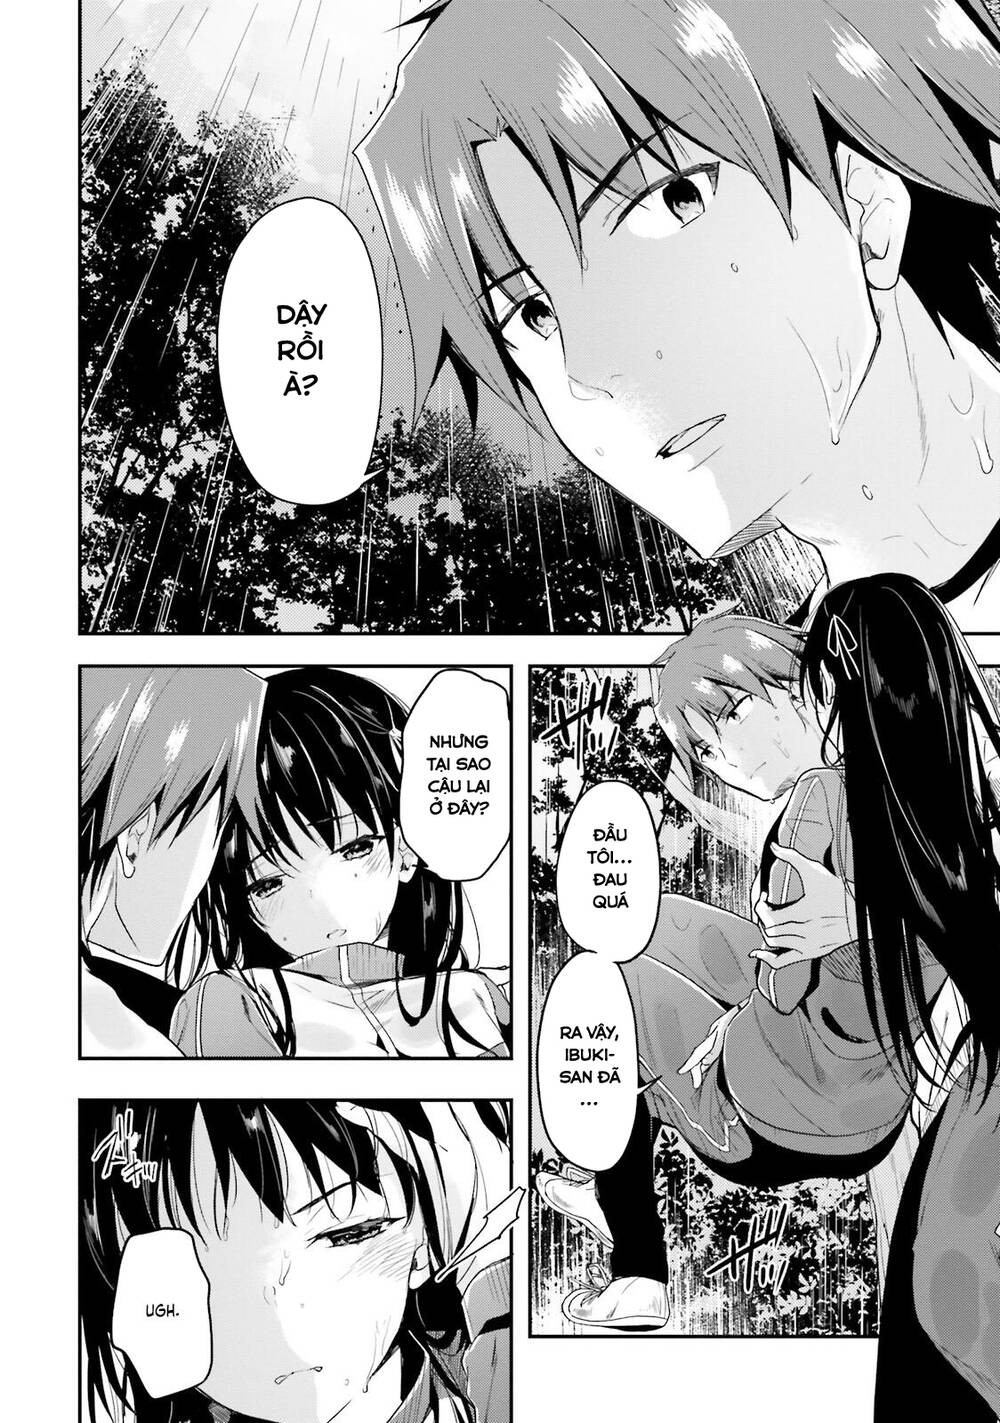 DẬY
RỒI
À?
NHƯNG
TẠI SAO
CẬU LẠI
Ở ĐÂY?
ĐẦU
TÔI...
ĐAU
QUÁ
RA VẬY,
IBUKI-
SAN ĐÃ
...
UGH.